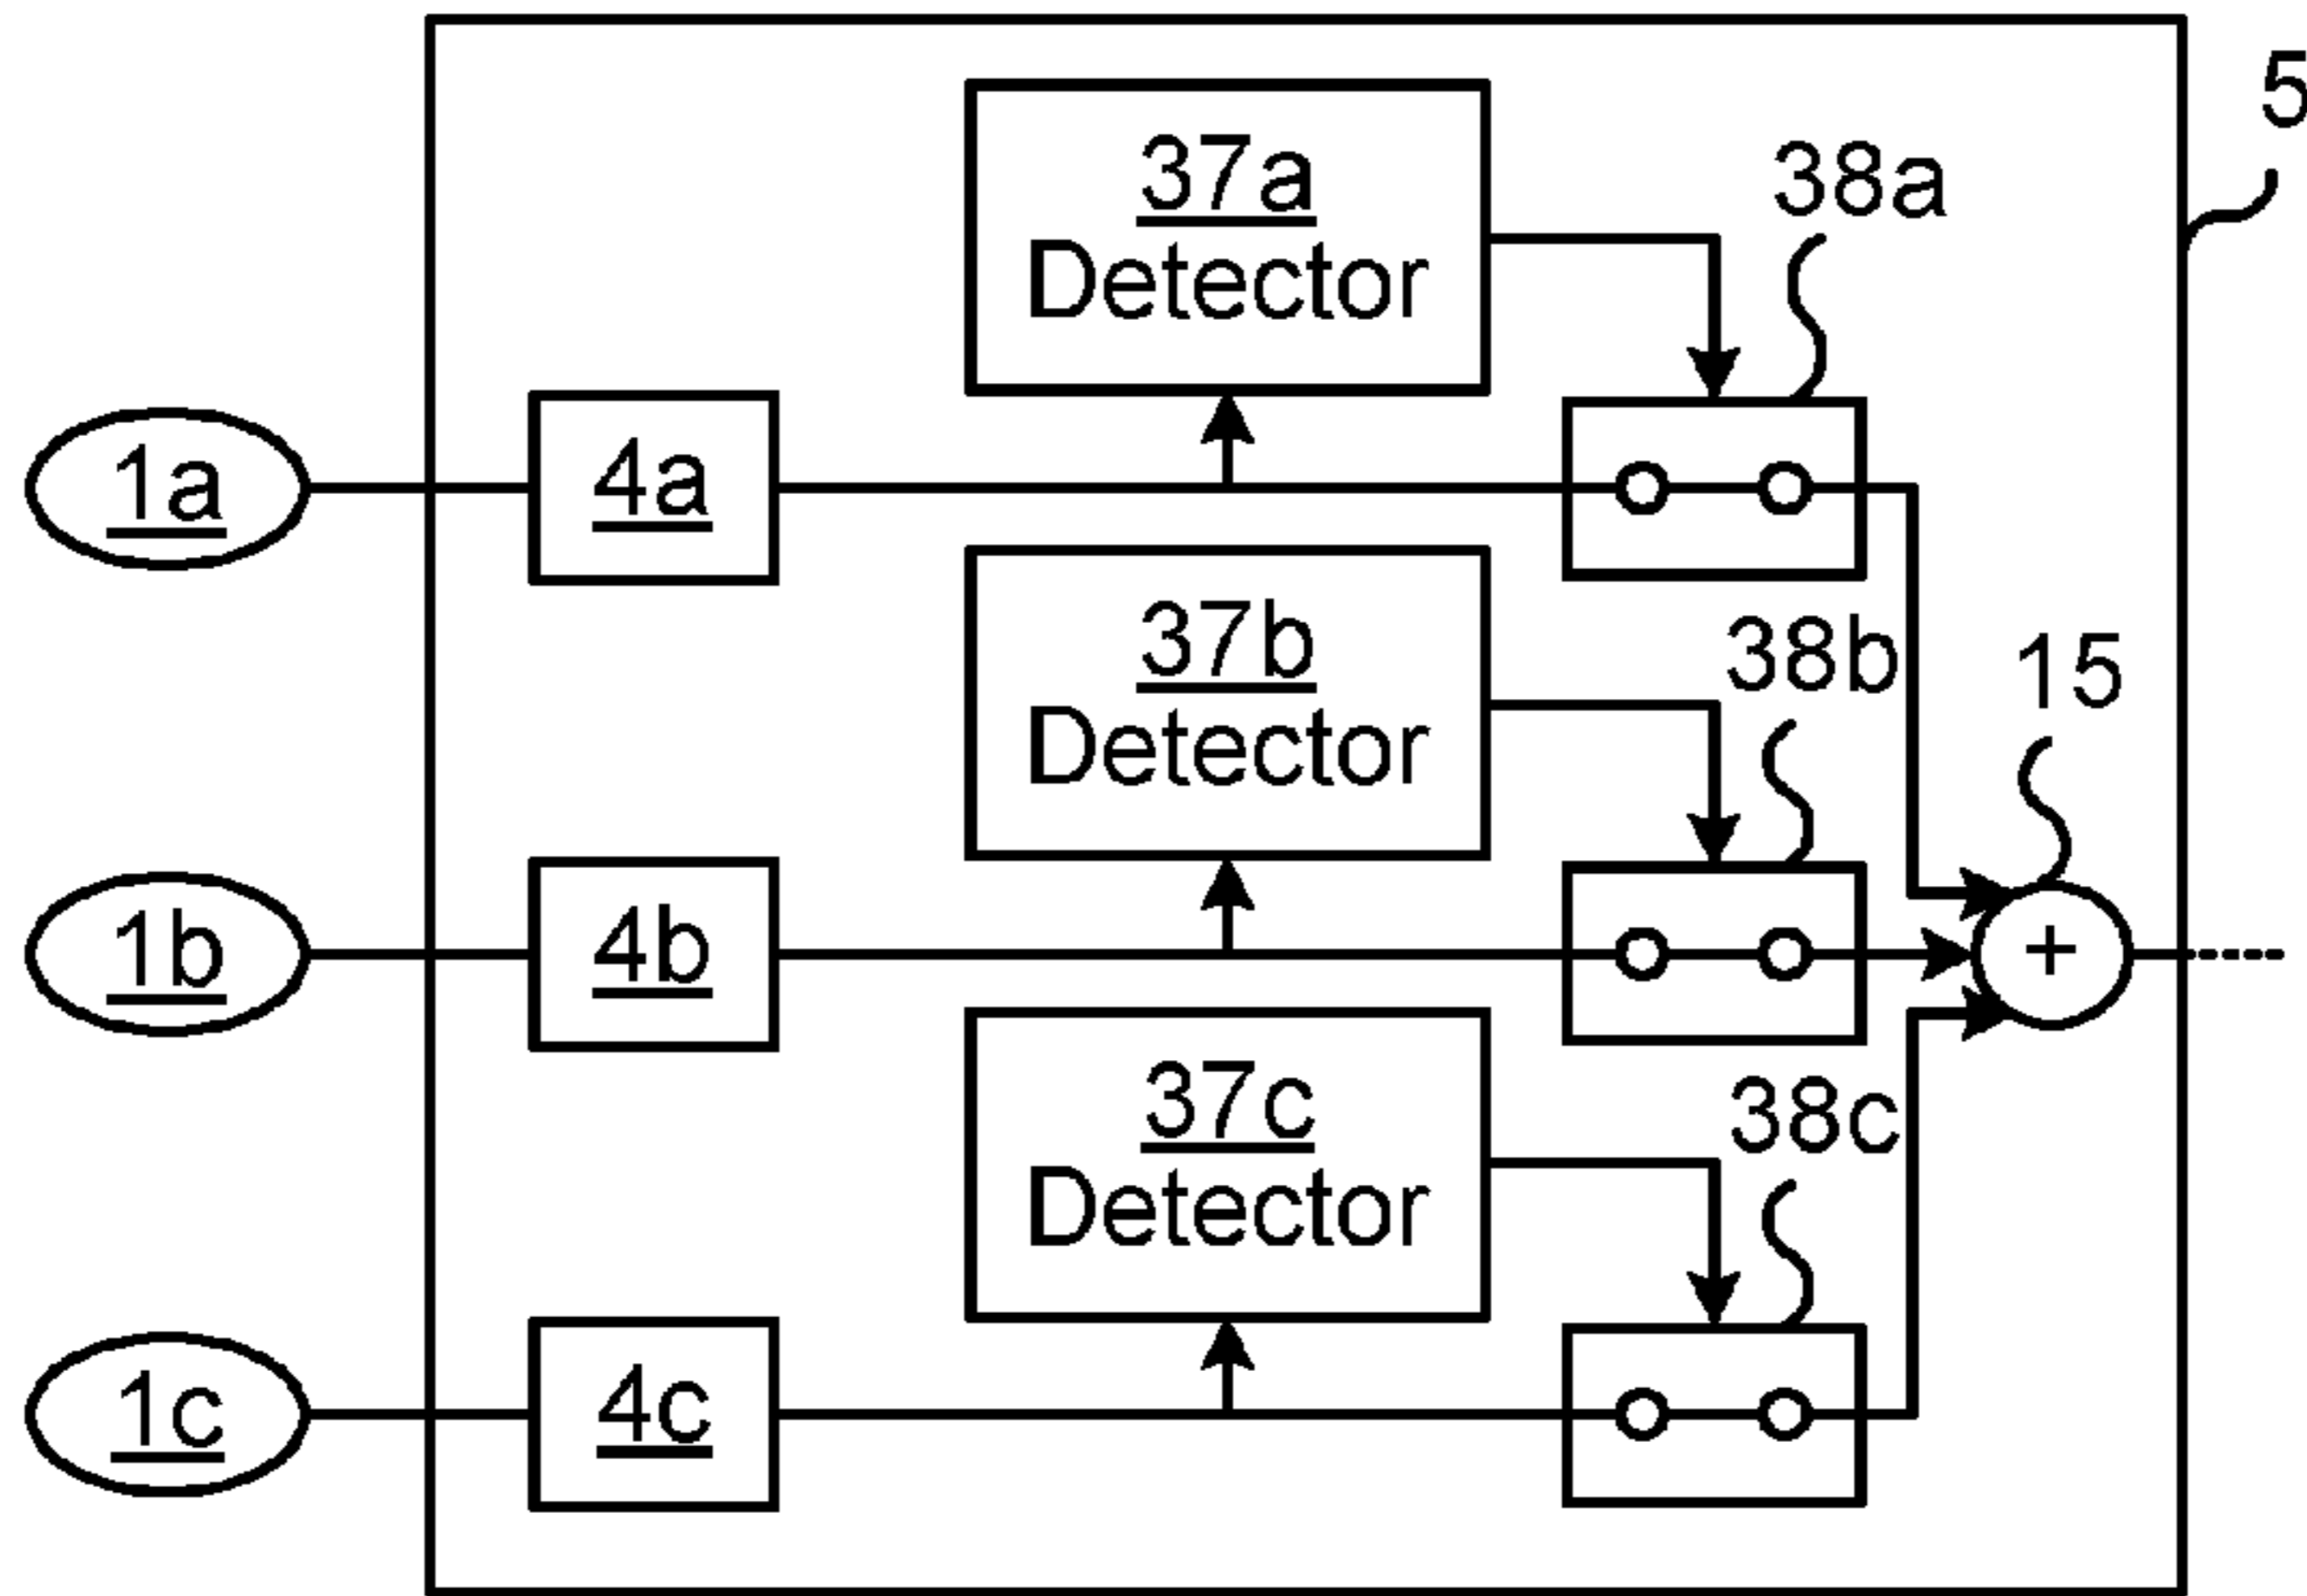 5
37a
Detector
38a
1a
4a
37b
Detector
38b
15
1b
4b
+
37c
Detector
38c
1c
4c